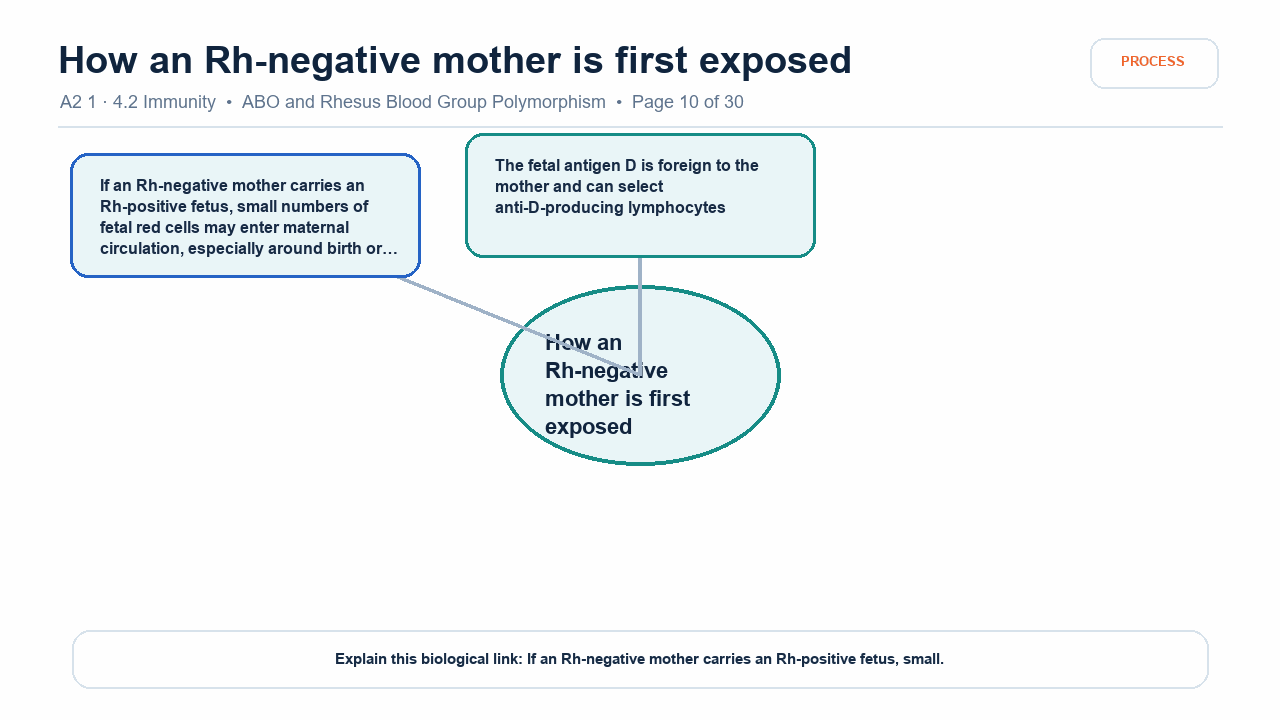 How an Rh-negative mother is first exposed
PROCESS
A2 1 · 4.2 Immunity • ABO and Rhesus Blood Group Polymorphism • Page 10 of 30
If an Rh-negative mother carries an
Rh-positive fetus, small numbers of
fetal red cells may enter maternal
circulation, especially around birth or…
The fetal antigen D is foreign to the
mother and can select
anti-D-producing lymphocytes
How an
Rh-negative
mother is first
exposed
Explain this biological link: If an Rh-negative mother carries an Rh-positive fetus, small.